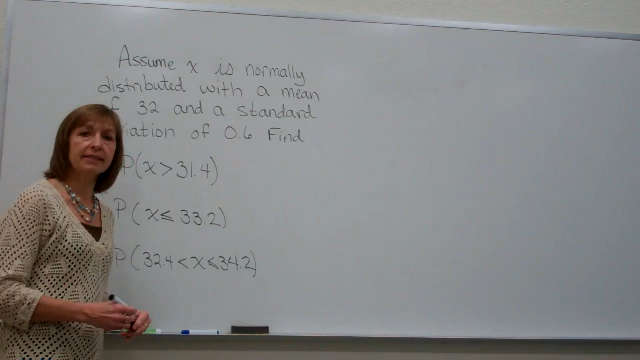 Assume x is normally
distributed with a mean
32 and a standard
iation of 0.6 Find
P(x > 31.4)
P(x ≤ 33.2)
P(32.4 < x ≤ 34.2)